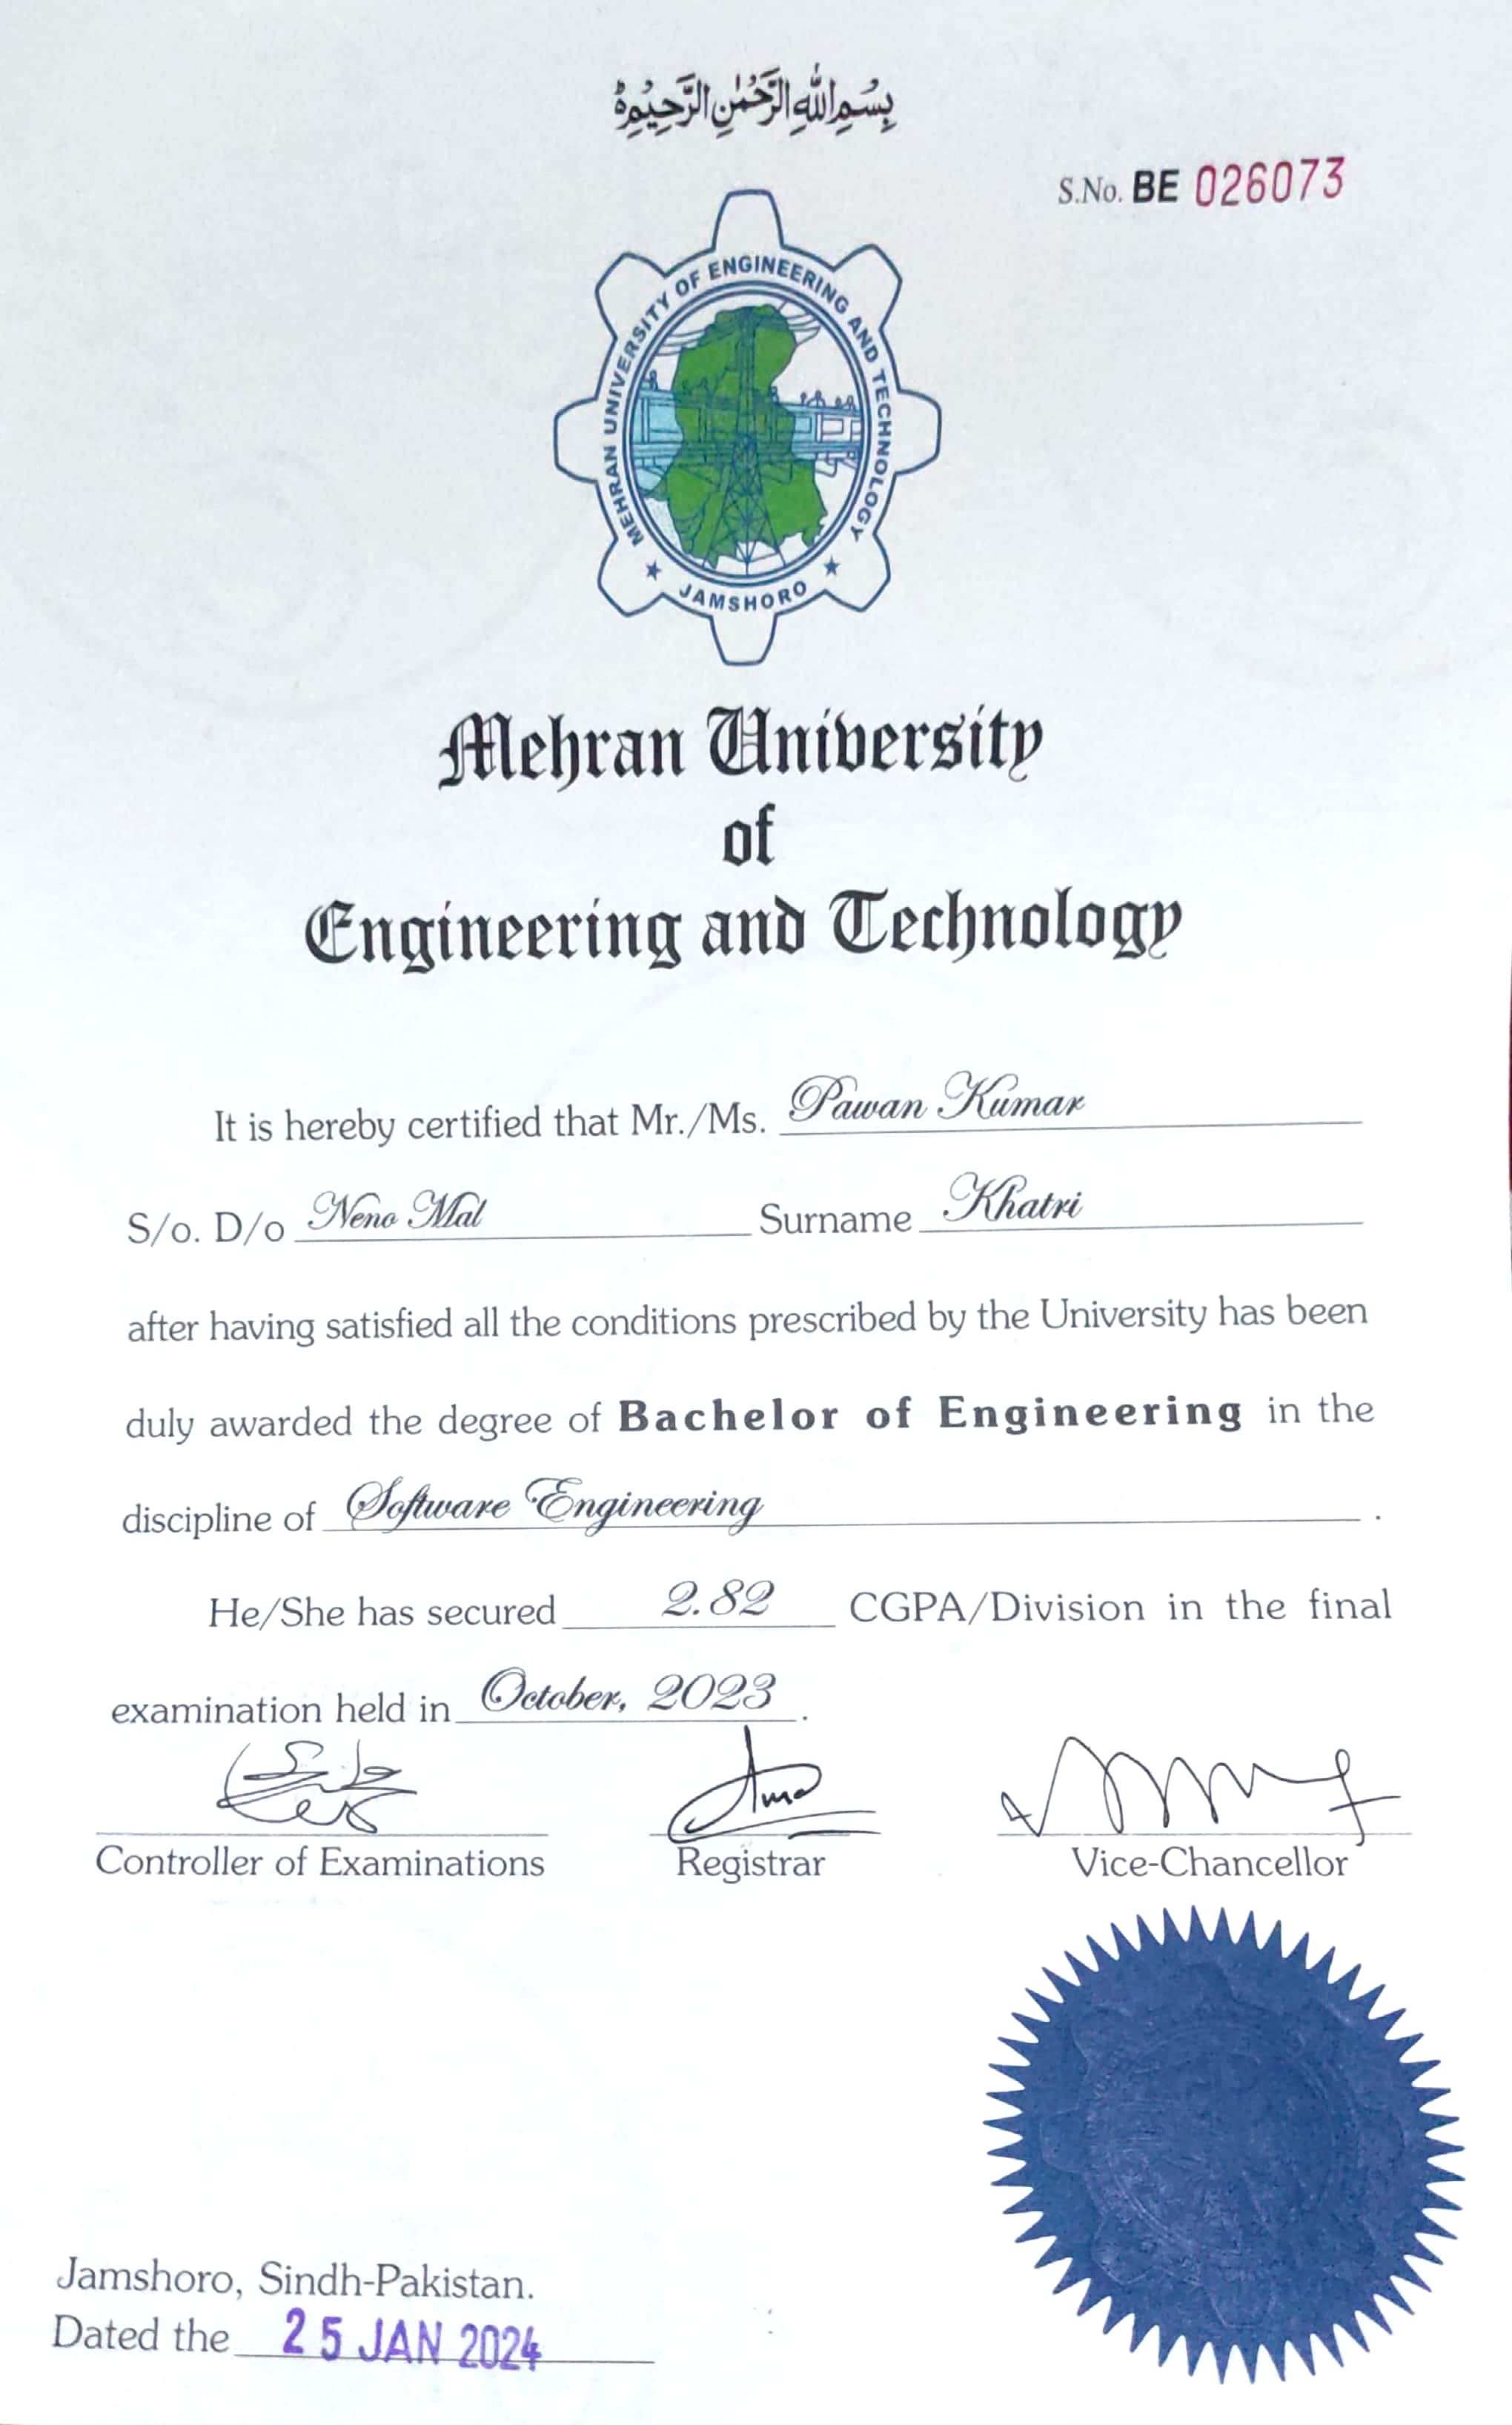 بِسْمِ اللهِ الرَّحْمٰنِ الرَّحِيْمِ
S.No. BE 026073
MEHRAN UNIVERSITY OF ENGINEERING AND TECHNOLOGY
★ JAMSHORO ★
Mehran University
of
Engineering and Technology
It is hereby certified that Mr./Ms. Pawan Kumar
S/o. D/o Neno Mal Surname Khatri
after having satisfied all the conditions prescribed by the University has been
duly awarded the degree of Bachelor of Engineering in the
discipline of Software Engineering .
He/She has secured 2.82 CGPA/Division in the final
examination held in October, 2023 .
Controller of Examinations Registrar Vice-Chancellor
Jamshoro, Sindh-Pakistan.
Dated the 25 JAN 2024